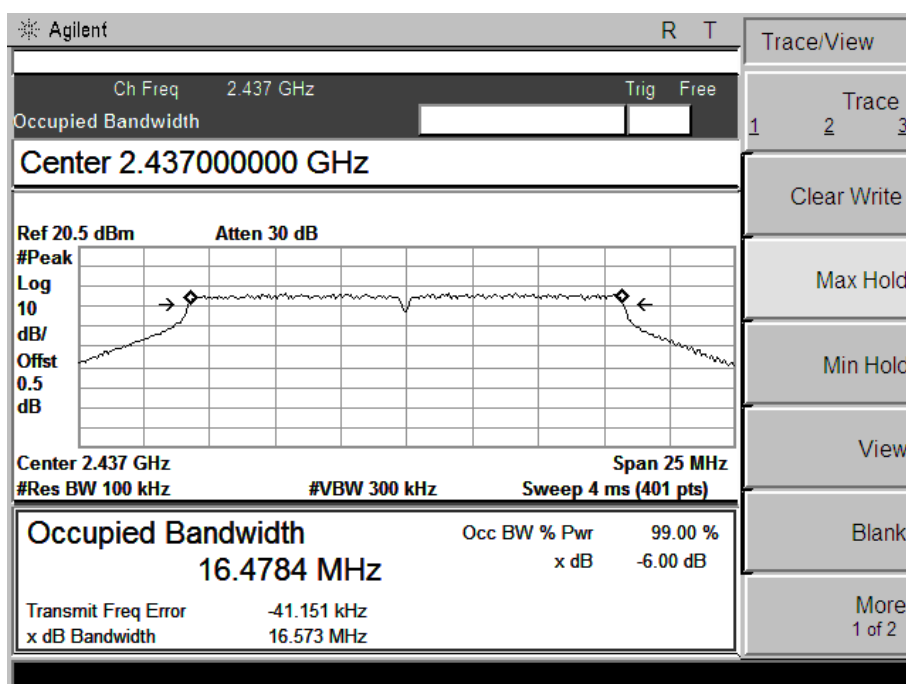 Agilent R T
Ch Freq 2.437 GHz Trig Free
Occupied Bandwidth
Center 2.437000000 GHz
Ref 20.5 dBm Atten 30 dB
#Peak
Log
10
dB/
Offst
0.5
dB
Center 2.437 GHz Span 25 MHz
#Res BW 100 kHz #VBW 300 kHz Sweep 4 ms (401 pts)
Occupied Bandwidth Occ BW % Pwr 99.00 %
16.4784 MHz x dB -6.00 dB
Transmit Freq Error -41.151 kHz
x dB Bandwidth 16.573 MHz
Trace/View
Trace
1 2 3
Clear Write
Max Hold
Min Hold
View
Blank
More
1 of 2